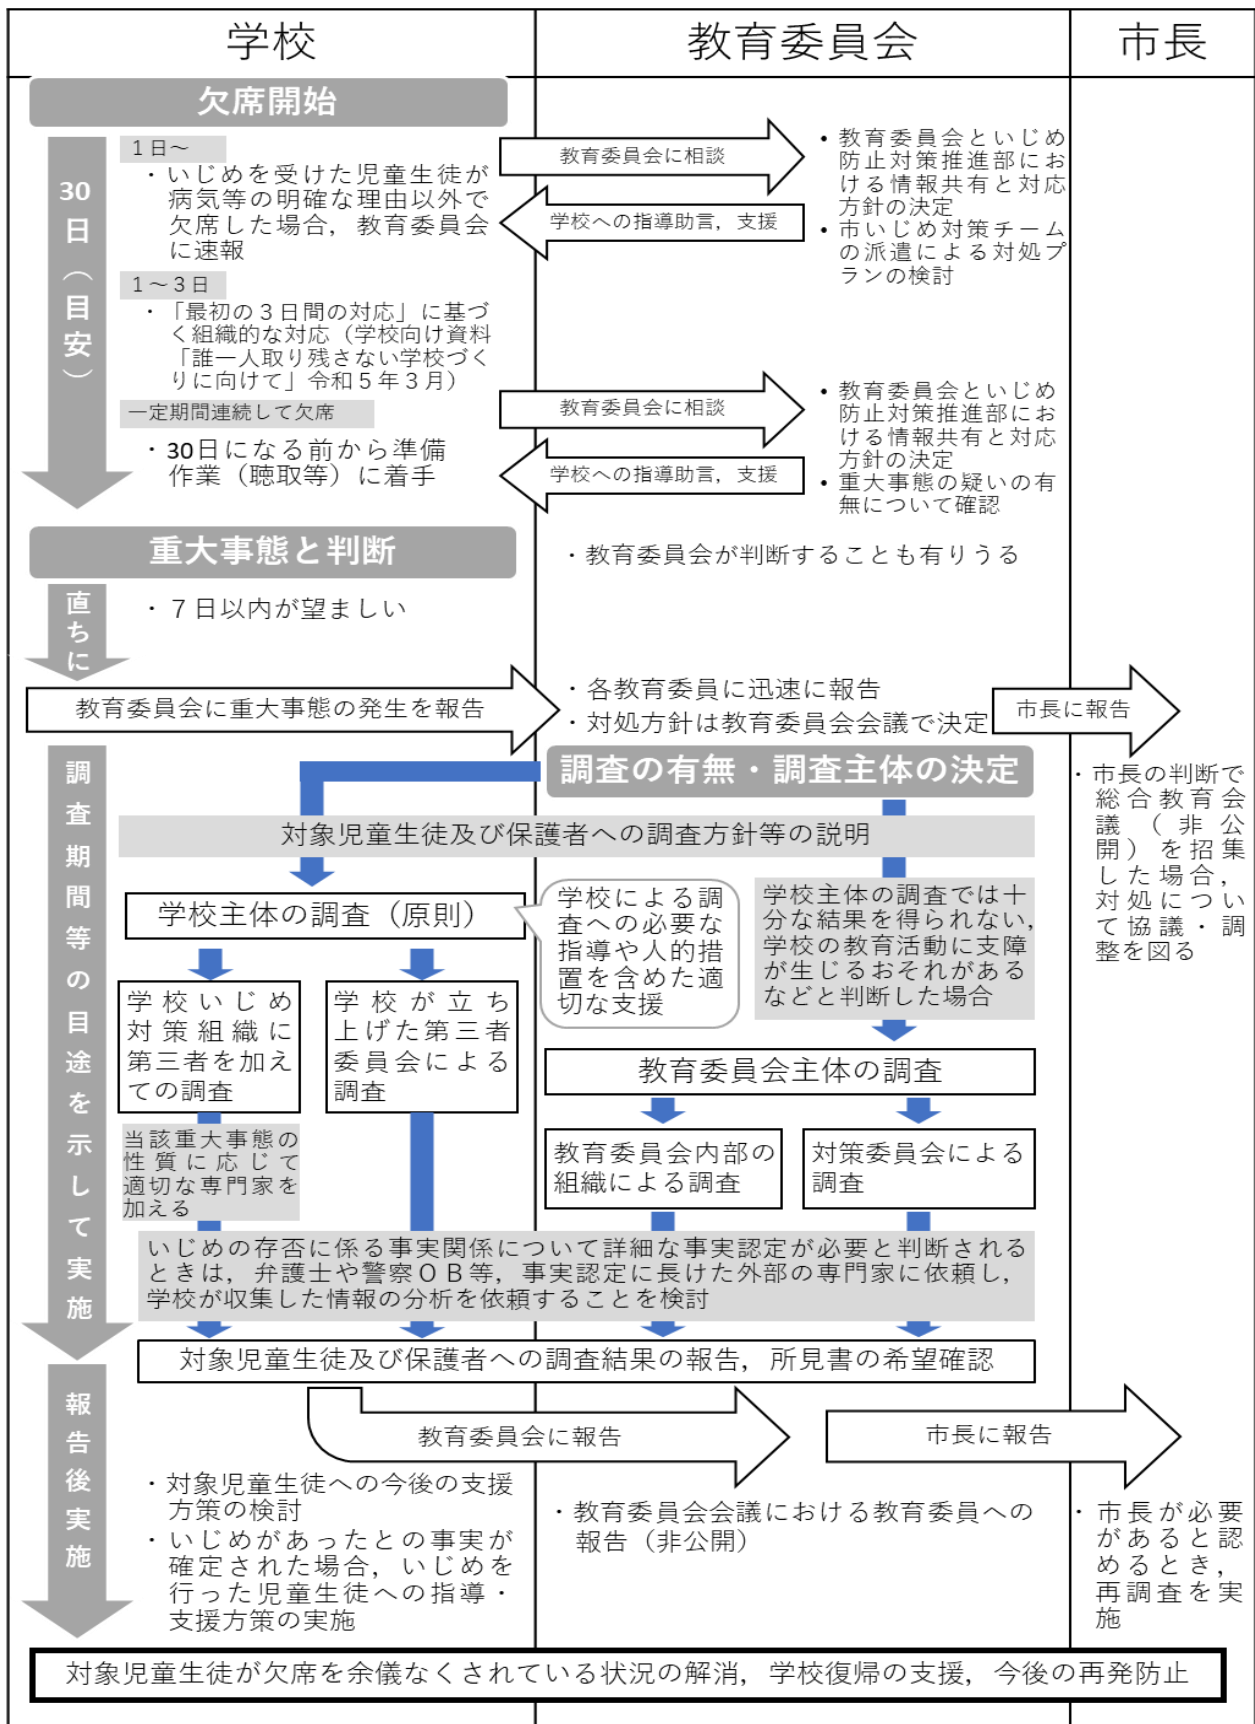 学校
教育委員会
市長
欠席開始
30日（目安）
１日～
・いじめを受けた児童生徒が
病気等の明確な理由以外で
欠席した場合，教育委員会
に速報
教育委員会に相談
学校への指導助言，支援
• 教育委員会といじめ
防止対策推進部にお
ける情報共有と対応
方針の決定
• 市いじめ対策チーム
の派遣による対処プ
ランの検討
１～３日
・「最初の３日間の対応」に基づ
く組織的な対応（学校向け資料
「誰一人取り残さない学校づく
りに向けて」令和５年３月）
一定期間連続して欠席
・30日になる前から準備
作業（聴取等）に着手
教育委員会に相談
学校への指導助言，支援
• 教育委員会といじめ
防止対策推進部にお
ける情報共有と対応
方針の決定
• 重大事態の疑いの有
無について確認
重大事態と判断
・教育委員会が判断することも有りうる
直ちに
・７日以内が望ましい
教育委員会に重大事態の発生を報告
・各教育委員に迅速に報告
・対処方針は教育委員会会議で決定
市長に報告
調査期間等の目途を示して実施
調査の有無・調査主体の決定
・市長の判断で
総合教育会
議（非公
開）を招集
した場合，
対処につい
て協議・調
整を図る
対象児童生徒及び保護者への調査方針等の説明
学校主体の調査（原則）
学校による調
査への必要な
指導や人的措
置を含めた適
切な支援
学校主体の調査では十
分な結果を得られない，
学校の教育活動に支障
が生じるおそれがある
などと判断した場合
学校いじめ
対策組織に
第三者を加え
ての調査
学校が立ち
上げた第三者
委員会による
調査
教育委員会主体の調査
当該重大事態の
性質に応じて
適切な専門家を
加える
教育委員会内部の
組織による調査
対策委員会による
調査
いじめの存否に係る事実関係について詳細な事実認定が必要と判断される
ときは，弁護士や警察ＯＢ等，事実認定に長けた外部の専門家に依頼し，
学校が収集した情報の分析を依頼することを検討
対象児童生徒及び保護者への調査結果の報告，所見書の希望確認
報告後実施
教育委員会に報告
市長に報告
・対象児童生徒への今後の支援
方策の検討
・いじめがあったとの事実が
確定された場合，いじめを
行った児童生徒への指導・
支援方策の実施
・教育委員会会議における教育委員への
報告（非公開）
・市長が必要
があると認
めるとき，
再調査を実
施
対象児童生徒が欠席を余儀なくされている状況の解消，学校復帰の支援，今後の再発防止